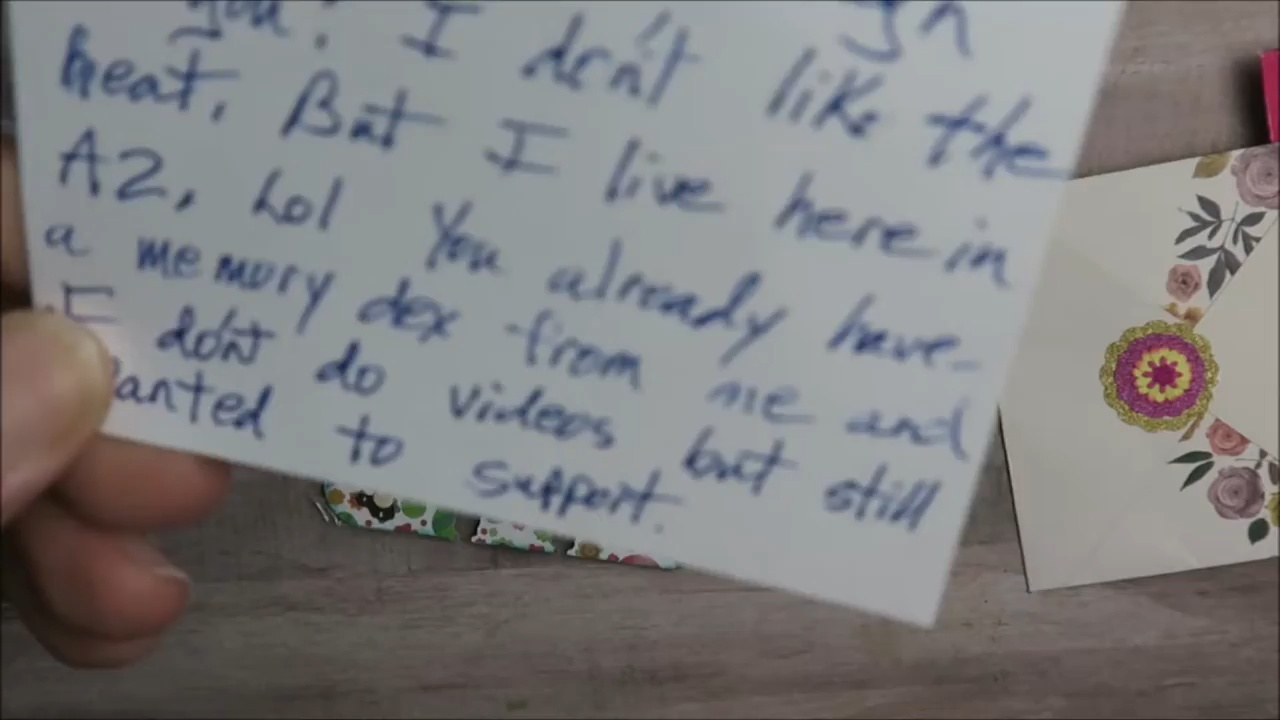 you? I don't like the
heat. But I live here in
AZ, Lol You already have
a memory dex from me and
I don't do videos but still
wanted to support.